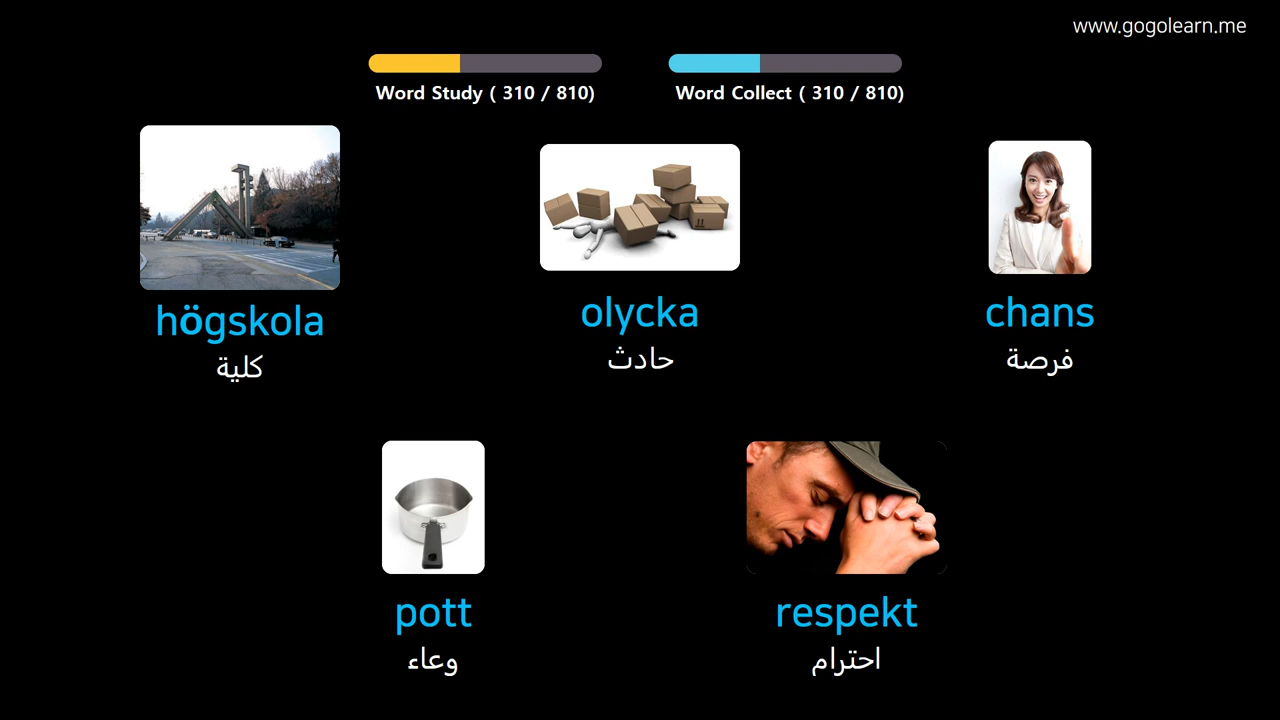 www.gogolearn.me
Word Study ( 310 / 810)
Word Collect ( 310 / 810)
högskola
كلية
olycka
حادث
chans
فرصة
pott
وعاء
respekt
احترام